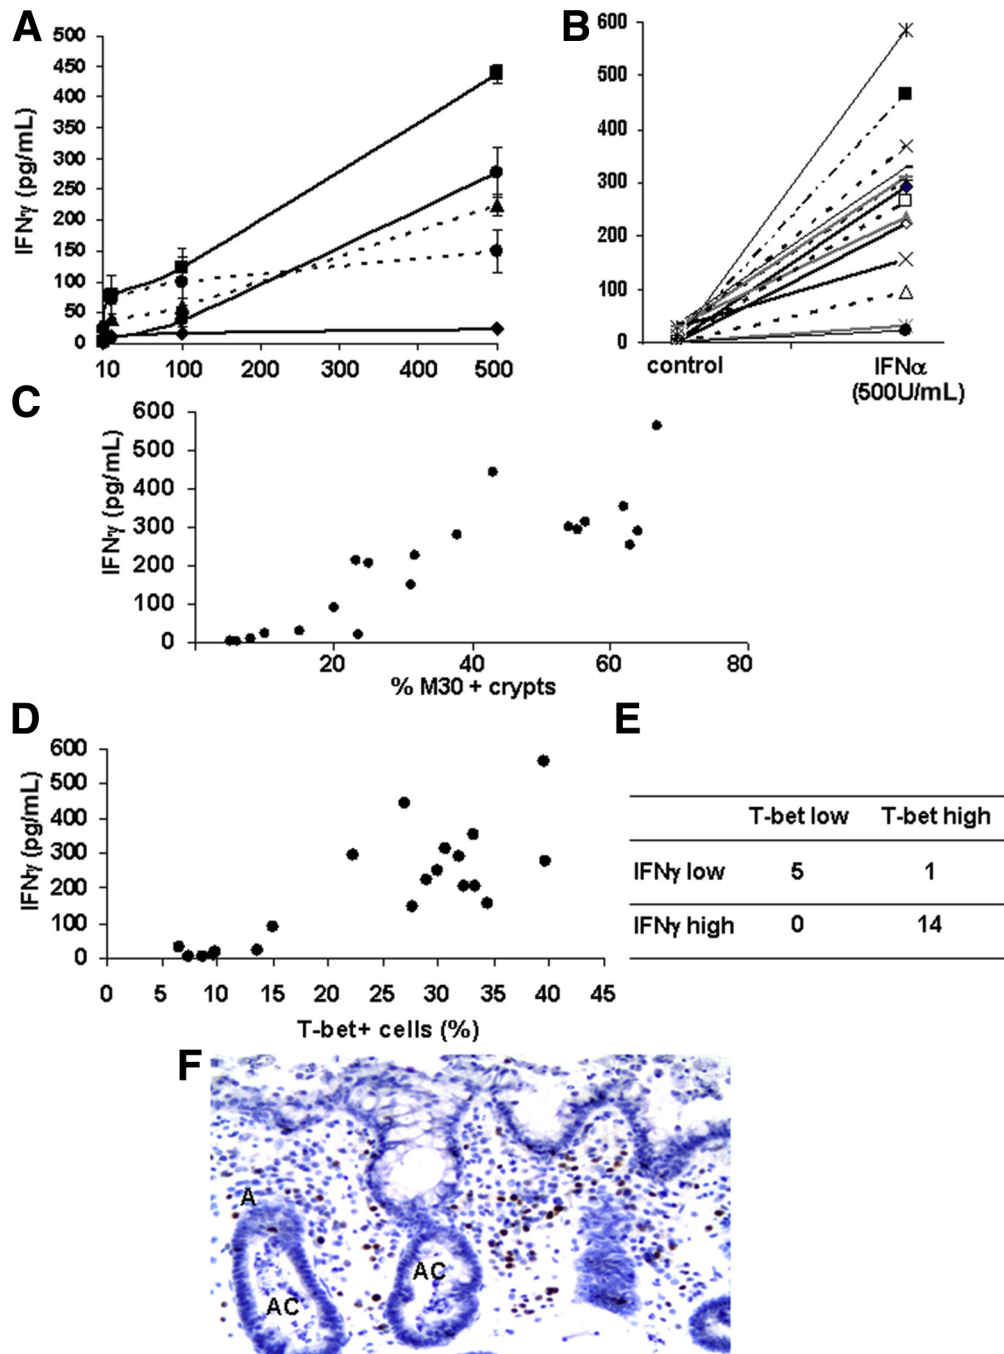 A
IFNγ (pg/mL)
500
450
400
350
300
250
200
150
100
50
0
10 100 200 300 400 500
B
600
500
400
300
200
100
0
control IFNα
(500U/mL)
C
IFNγ (pg/mL)
600
500
400
300
200
100
0
20 40 60 80
% M30 + crypts
D
IFNγ (pg/mL)
600
500
400
300
200
100
0
0 5 10 15 20 25 30 35 40 45
T-bet+ cells (%)
E
T-bet low T-bet high
IFNγ low 5 1
IFNγ high 0 14
F
A
AC
AC